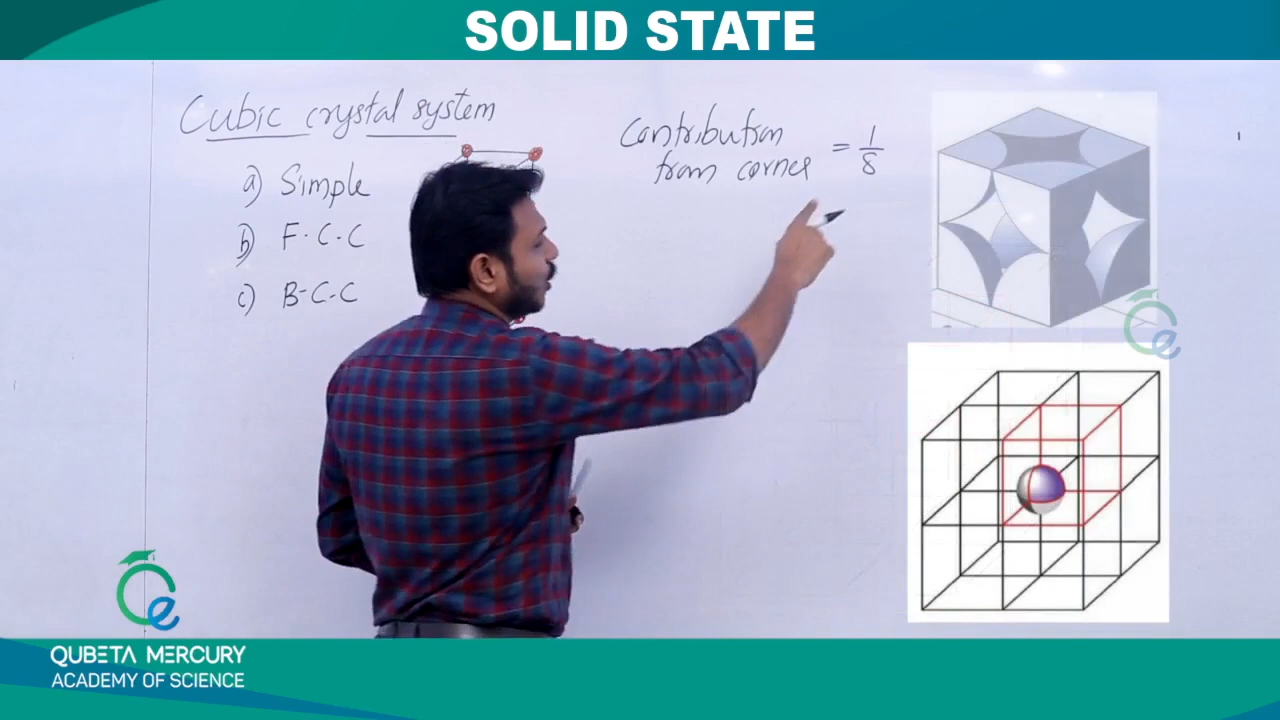 SOLID STATE
Cubic crystal system
a) Simple
b) F.C.C
c) B.C.C
Contribution
from corner = 1/8
QUBETA MERCURY
ACADEMY OF SCIENCE